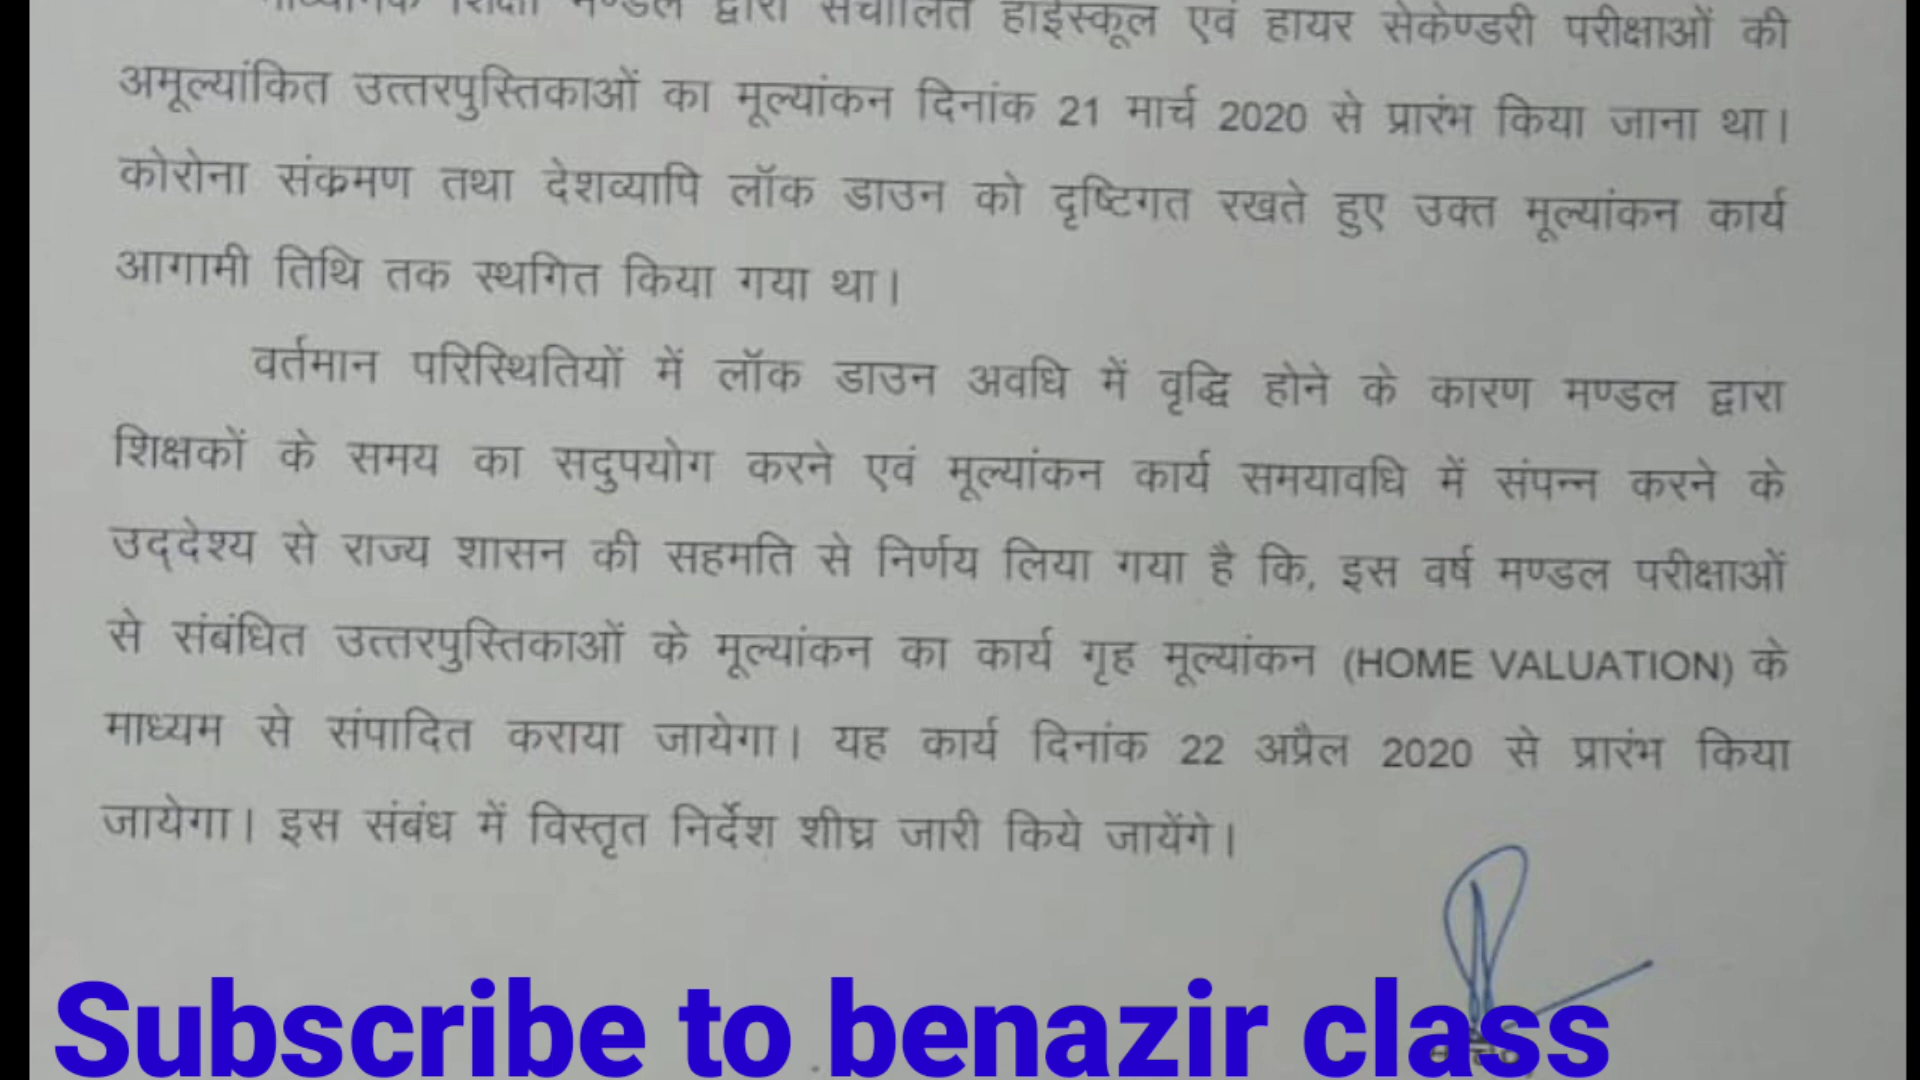 माध्यमिक शिक्षा मण्डल द्वारा संचालित हाईस्कूल एवं हायर सेकेण्डरी परीक्षाओं की
अमूल्यांकित उत्तरपुस्तिकाओं का मूल्यांकन दिनांक 21 मार्च 2020 से प्रारंभ किया जाना था।
कोरोना संक्रमण तथा देशव्यापि लॉक डाउन को दृष्टिगत रखते हुए उक्त मूल्यांकन कार्य
आगामी तिथि तक स्थगित किया गया था।
वर्तमान परिस्थितियों में लॉक डाउन अवधि में वृद्धि होने के कारण मण्डल द्वारा
शिक्षकों के समय का सदुपयोग करने एवं मूल्यांकन कार्य समयावधि में संपन्न करने के
उद्देश्य से राज्य शासन की सहमति से निर्णय लिया गया है कि, इस वर्ष मण्डल परीक्षाओं
से संबंधित उत्तरपुस्तिकाओं के मूल्यांकन का कार्य गृह मूल्यांकन (HOME VALUATION) के
माध्यम से संपादित कराया जायेगा। यह कार्य दिनांक 22 अप्रैल 2020 से प्रारंभ किया
जायेगा। इस संबंध में विस्तृत निर्देश शीघ्र जारी किये जायेंगे।
Subscribe to benazir class